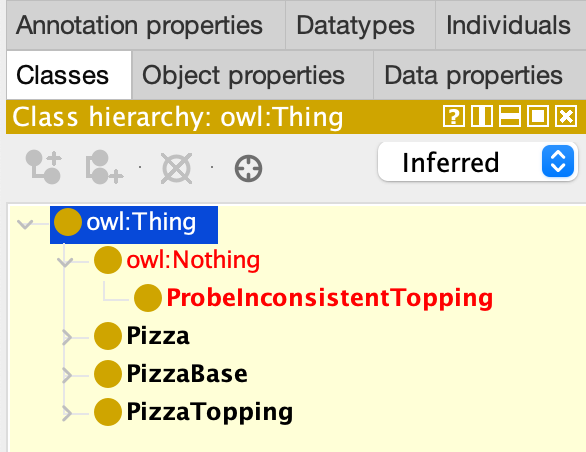 Annotation properties Datatypes Individuals
Classes Object properties Data properties
Class hierarchy: owl:Thing ?
Inferred
owl:Thing
owl:Nothing
ProbeInconsistentTopping
Pizza
PizzaBase
PizzaTopping